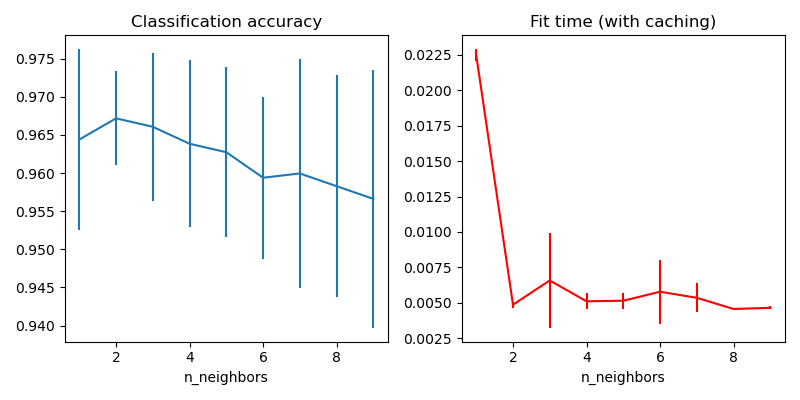 Classification accuracy
0.975
0.970
0.965
0.960
0.955
0.950
0.945
0.940
2 4 6 8
n_neighbors
Fit time (with caching)
0.0225
0.0200
0.0175
0.0150
0.0125
0.0100
0.0075
0.0050
0.0025
2 4 6 8
n_neighbors